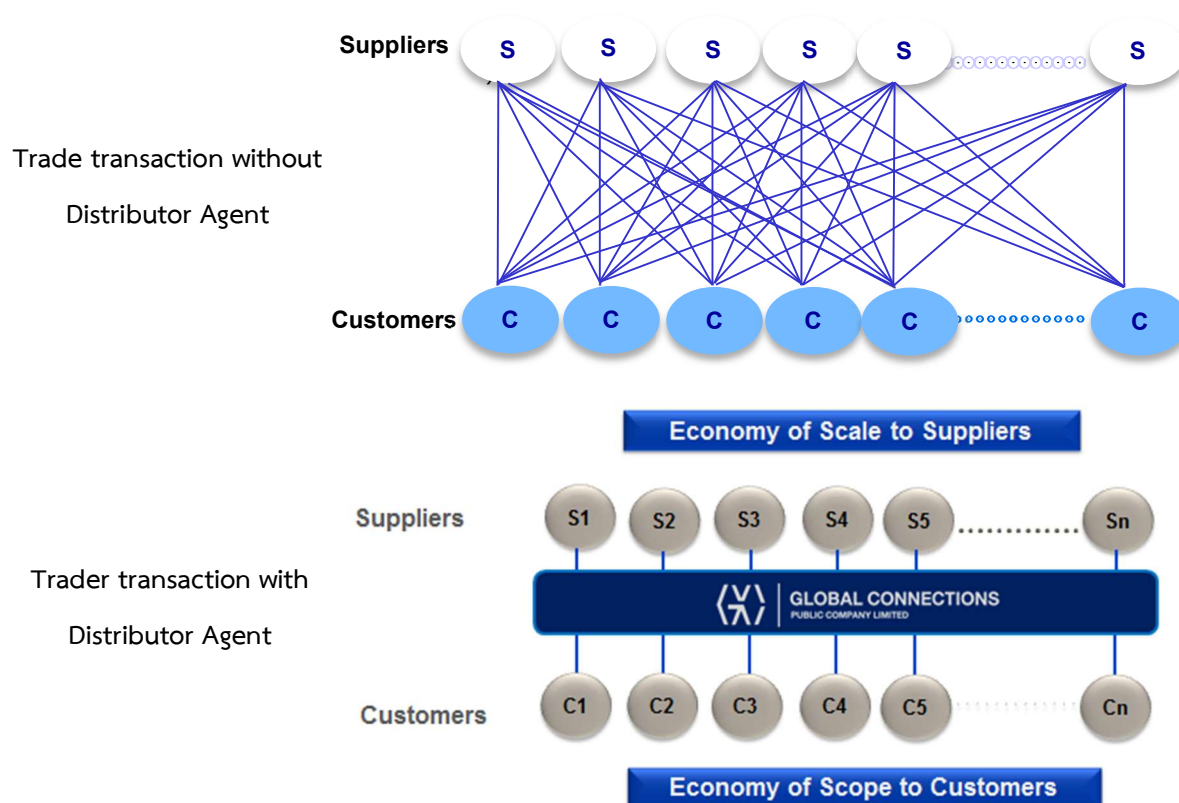 Suppliers S S S S S S
Trade transaction without
Distributor Agent
Customers C C C C C C
Economy of Scale to Suppliers
Suppliers S1 S2 S3 S4 S5 Sn
Trader transaction with
Distributor Agent
GLOBAL CONNECTIONS
PUBLIC COMPANY LIMITED
Customers C1 C2 C3 C4 C5 Cn
Economy of Scope to Customers